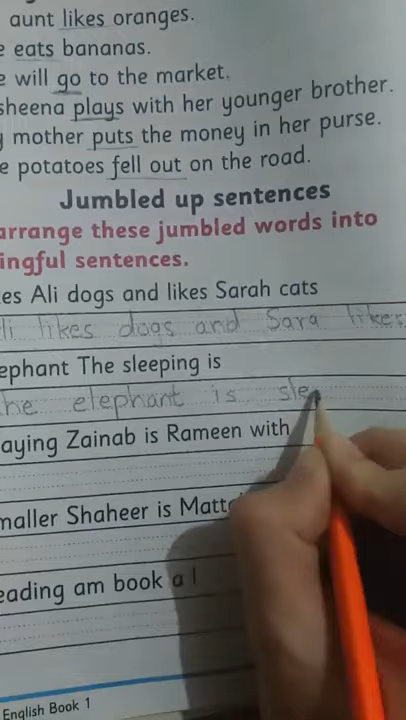 aunt likes oranges.
e eats bananas.
e will go to the market.
sheena plays with her younger brother.
mother puts the money in her purse.
e potatoes fell out on the road.
Jumbled up sentences
arrange these jumbled words into
ingful sentences.
es Ali dogs and likes Sarah cats
li likes dogs and Sara likes
ephant The sleeping is
he elephant is sle
aying Zainab is Rameen with
maller Shaheer is Matt
eading am book a I
English Book 1